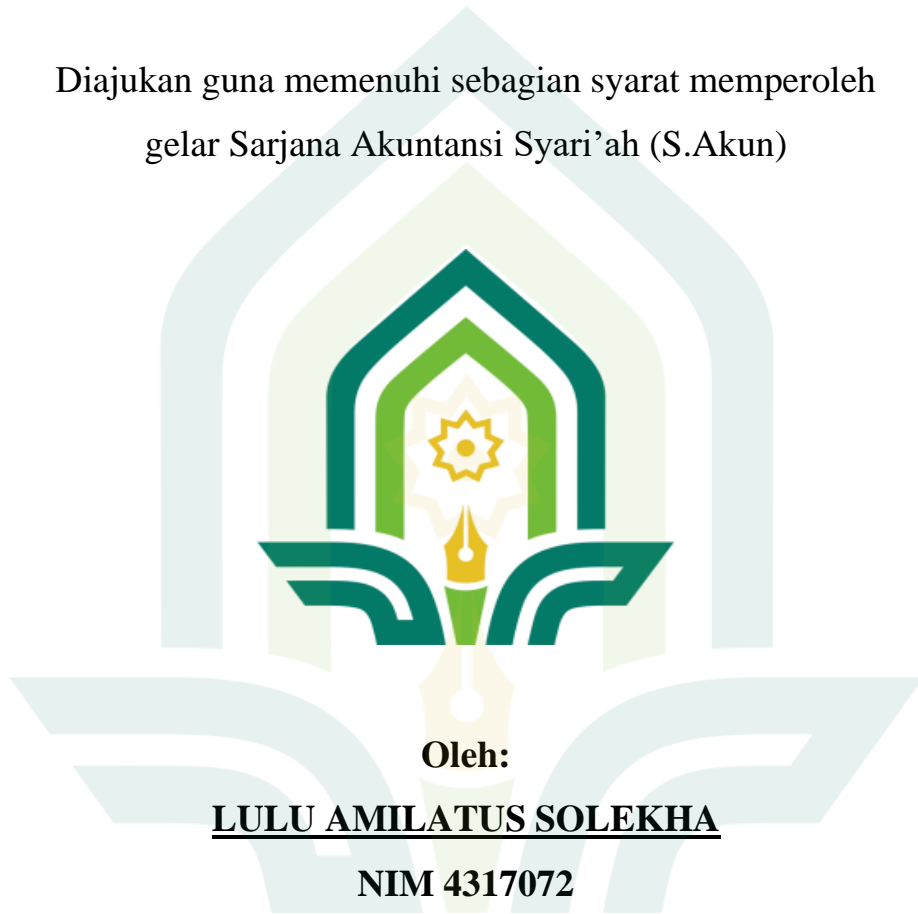 Diajukan guna memenuhi sebagian syarat memperoleh
gelar Sarjana Akuntansi Syari’ah (S.Akun)
Oleh:
LULU AMILATUS SOLEKHA
NIM 4317072